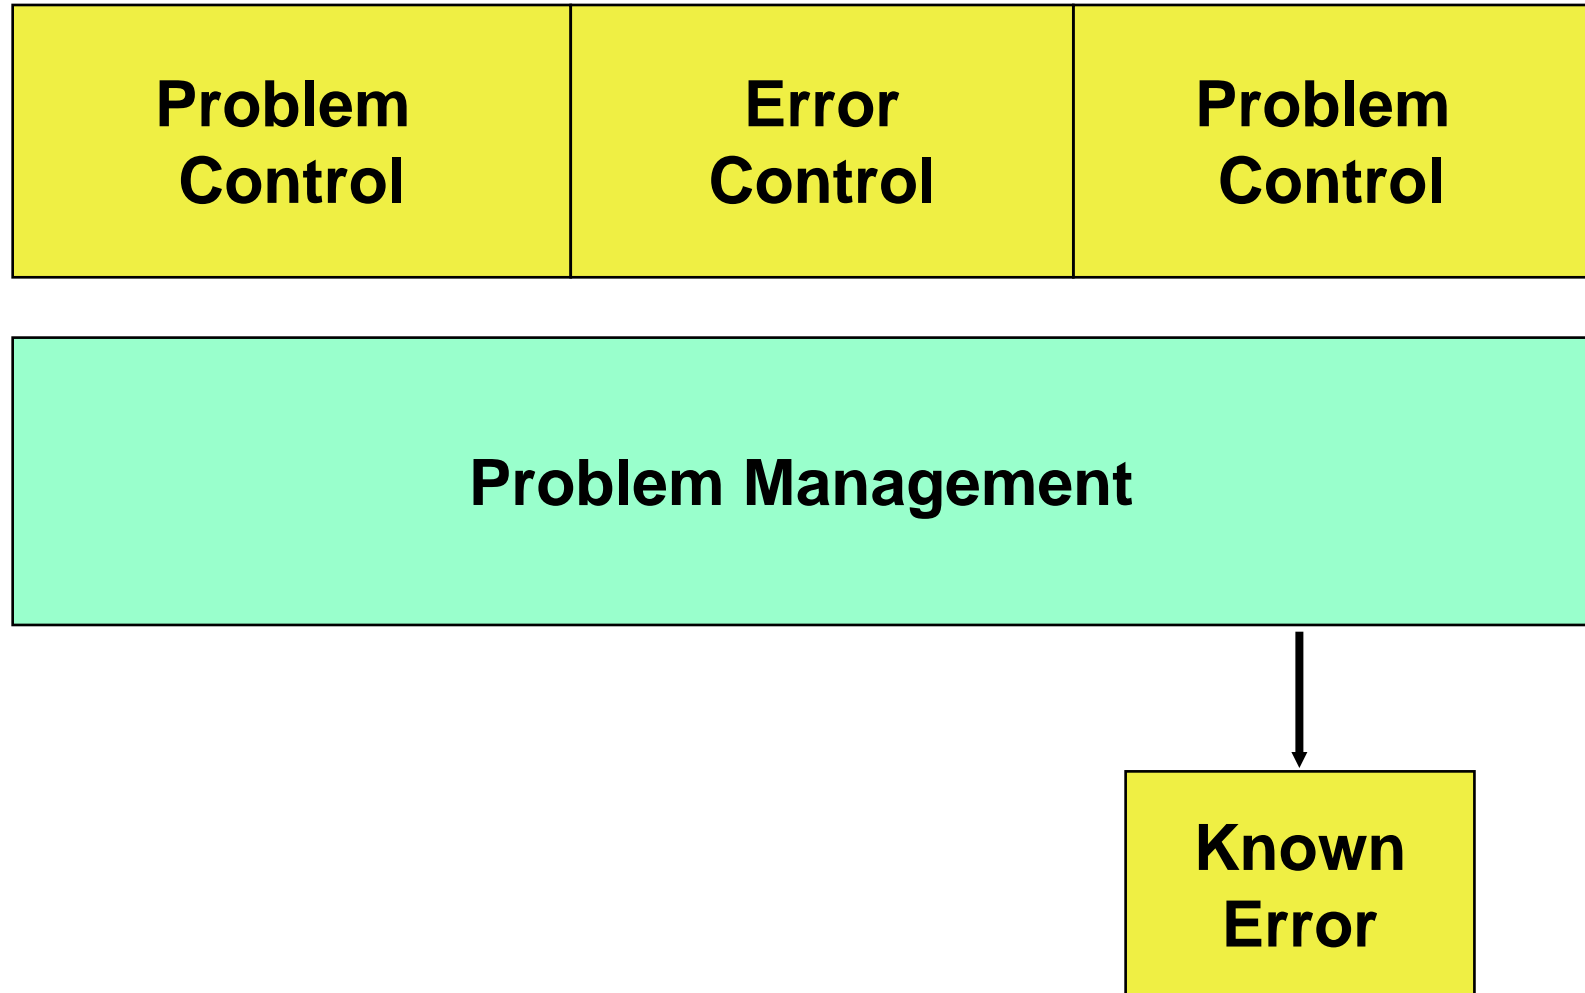 Problem
Control
Error
Control
Problem
Control
Problem Management
Known
Error